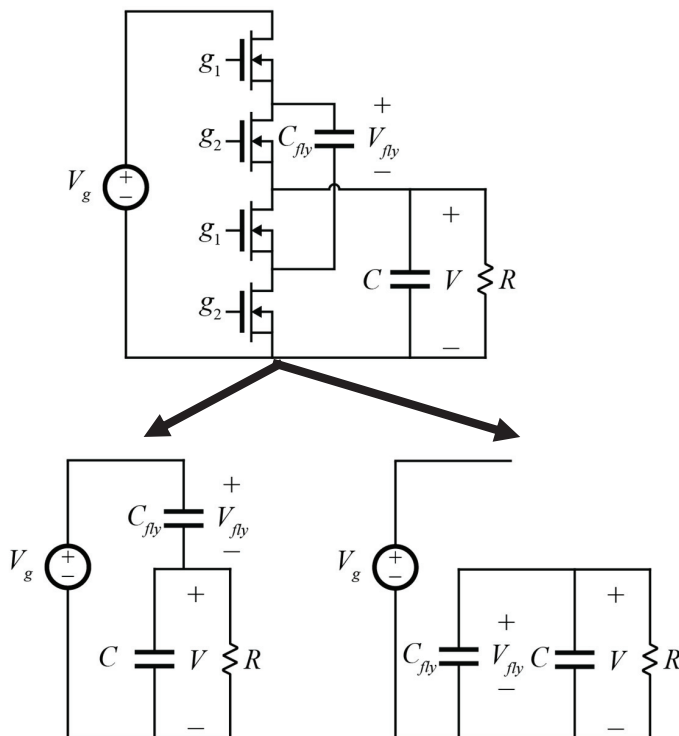 g1
+
Cfly Vfly
g2
−
Vg
+
−
+
g1
C V R
g2
−
+
Cfly Vfly
−
Vg
+
−
+
C V R
−
Vg
+
−
+ +
Cfly Vfly C V R
− −